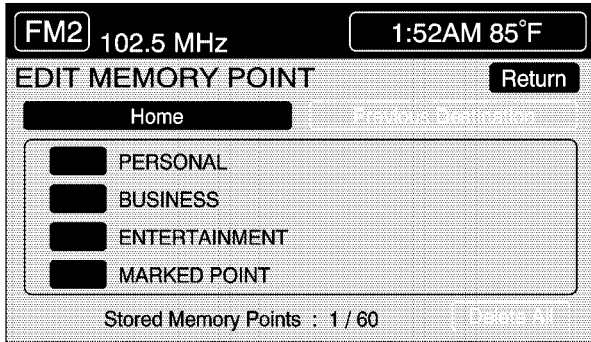 FM2 102.5 MHz 1:52AM 85°F
EDIT MEMORY POINT Return
Home Previous Destination
PERSONAL
BUSINESS
ENTERTAINMENT
MARKED POINT
Stored Memory Points : 1 / 60 Delete All